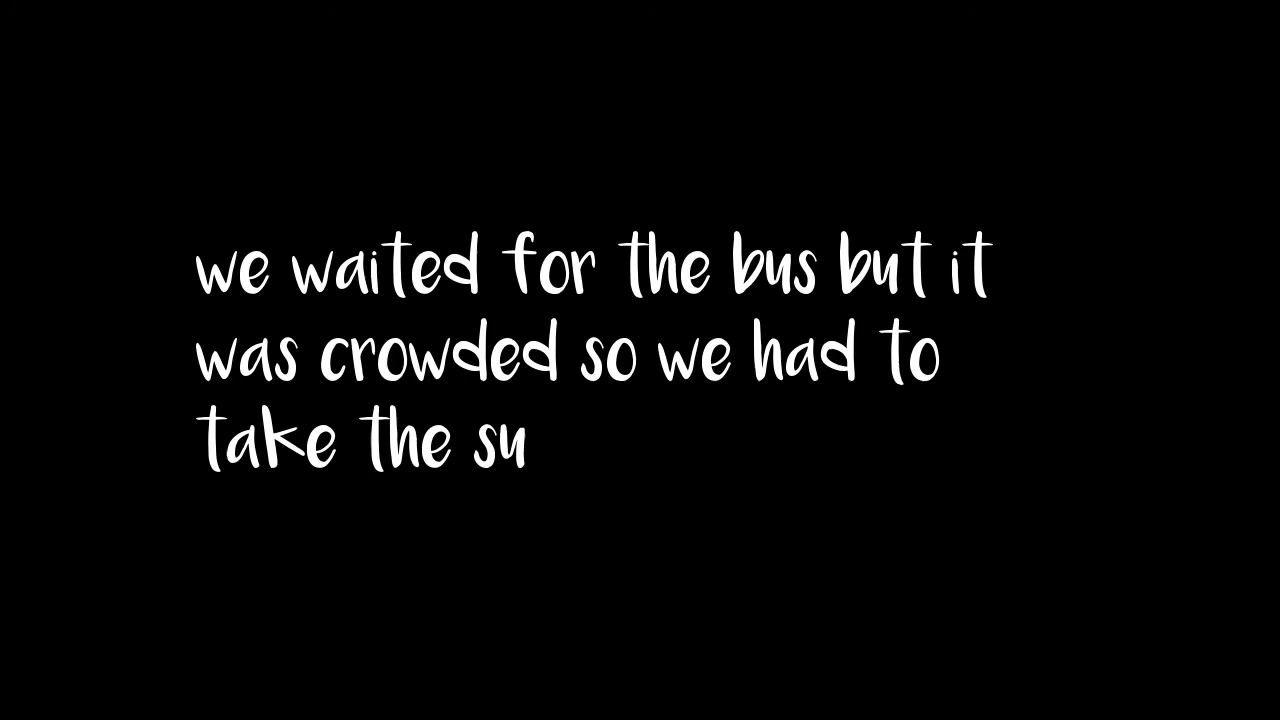 we waited for the bus but it
was crowded so we had to
take the su